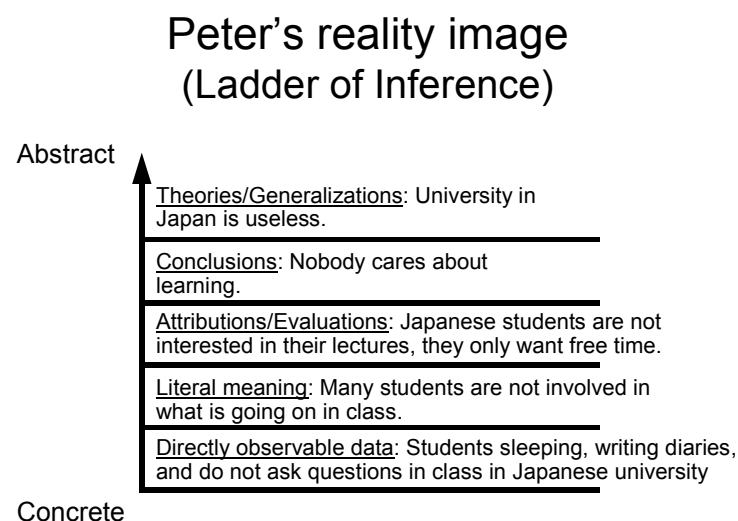 Peter’s reality image
(Ladder of Inference)
Abstract
Theories/Generalizations: University in
Japan is useless.
Conclusions: Nobody cares about
learning.
Attributions/Evaluations: Japanese students are not
interested in their lectures, they only want free time.
Literal meaning: Many students are not involved in
what is going on in class.
Directly observable data: Students sleeping, writing diaries,
and do not ask questions in class in Japanese university
Concrete